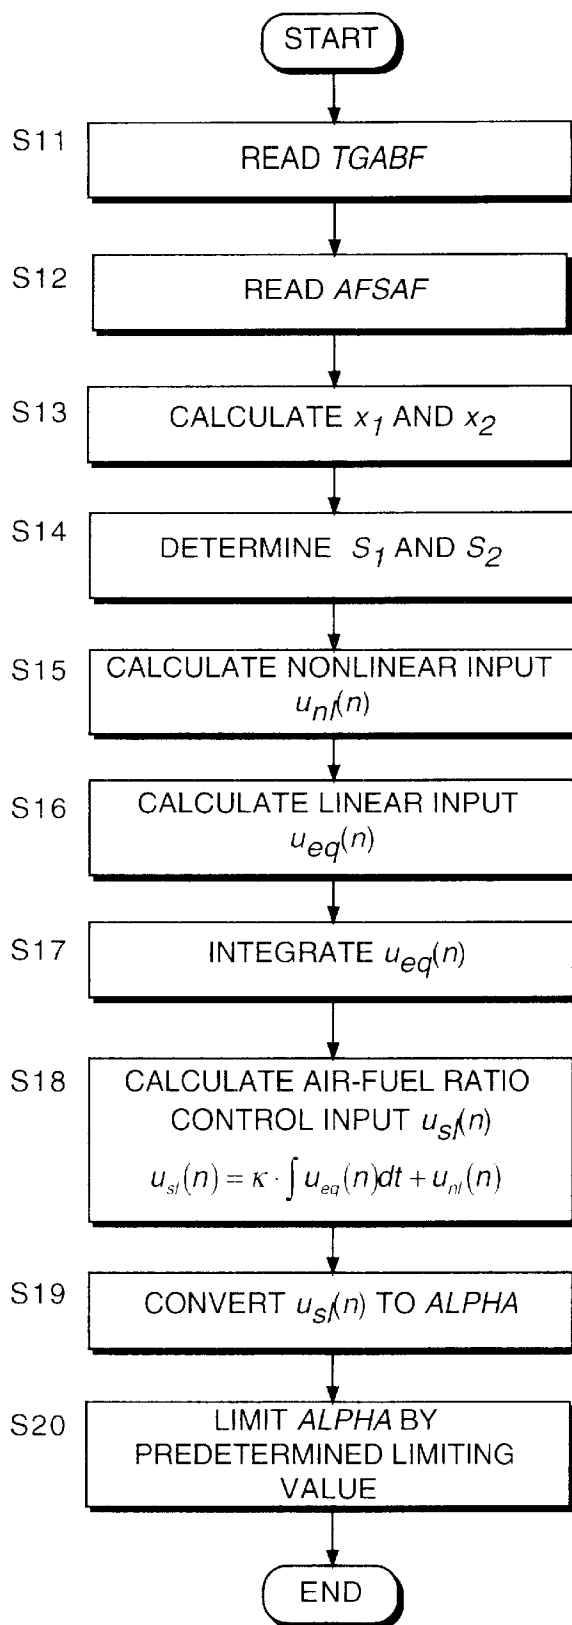 START
S11
READ TGABF
S12
READ AFSAF
S13
CALCULATE x1 AND x2
S14
DETERMINE S1 AND S2
S15
CALCULATE NONLINEAR INPUT
unl(n)
S16
CALCULATE LINEAR INPUT
ueq(n)
S17
INTEGRATE ueq(n)
S18
CALCULATE AIR-FUEL RATIO
CONTROL INPUT usl(n)
usl(n) = κ · ∫ ueq(n)dt + unl(n)
S19
CONVERT usl(n) TO ALPHA
S20
LIMIT ALPHA BY
PREDETERMINED LIMITING
VALUE
END